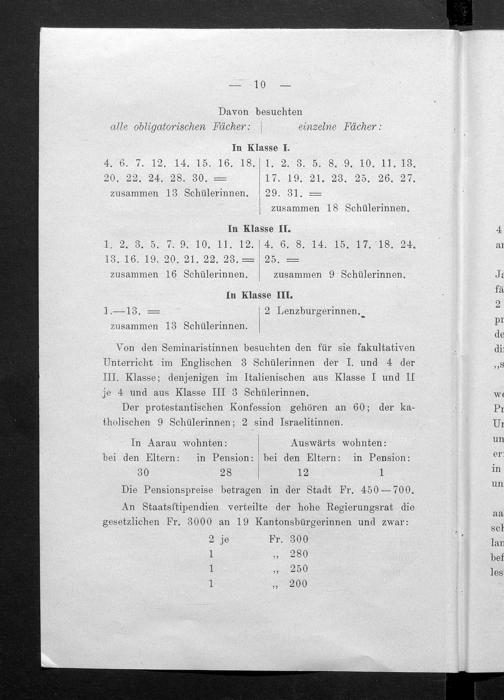 — 10 —
Davon besuchten
alle obligatorischen Fächer: | einzelne Fächer:
In Klasse I.
4. 6. 7. 12. 14. 15. 16. 18. | 1. 2. 3. 5. 8. 9. 10. 11. 13.
20. 22. 24. 28. 30. = | 17. 19. 21. 23. 25. 26. 27.
zusammen 13 Schülerinnen. | 29. 31. =
zusammen 18 Schülerinnen.
In Klasse II.
1. 2. 3. 5. 7. 9. 10. 11. 12. | 4. 6. 8. 14. 15. 17. 18. 24.
13. 16. 19. 20. 21. 22. 23. = | 25. =
zusammen 16 Schülerinnen. | zusammen 9 Schülerinnen.
In Klasse III.
1.—13. = | 2 Lenzburgerinnen.
zusammen 13 Schülerinnen.
Von den Seminaristinnen besuchten den für sie fakultativen
Unterricht im Englischen 3 Schülerinnen der I. und 4 der
III. Klasse; denjenigen im Italienischen aus Klasse I und II
je 4 und aus Klasse III 3 Schülerinnen.
Der protestantischen Konfession gehören an 60; der ka-
tholischen 9 Schülerinnen; 2 sind Israelitinnen.
In Aarau wohnten: | Auswärts wohnten:
bei den Eltern: in Pension: | bei den Eltern: in Pension:
30 28 | 12 1
Die Pensionspreise betragen in der Stadt Fr. 450—700.
An Staatsstipendien verteilte der hohe Regierungsrat die
gesetzlichen Fr. 3000 an 19 Kantonsbürgerinnen und zwar:
2 je Fr. 300
1 „ 280
1 „ 250
1 „ 200